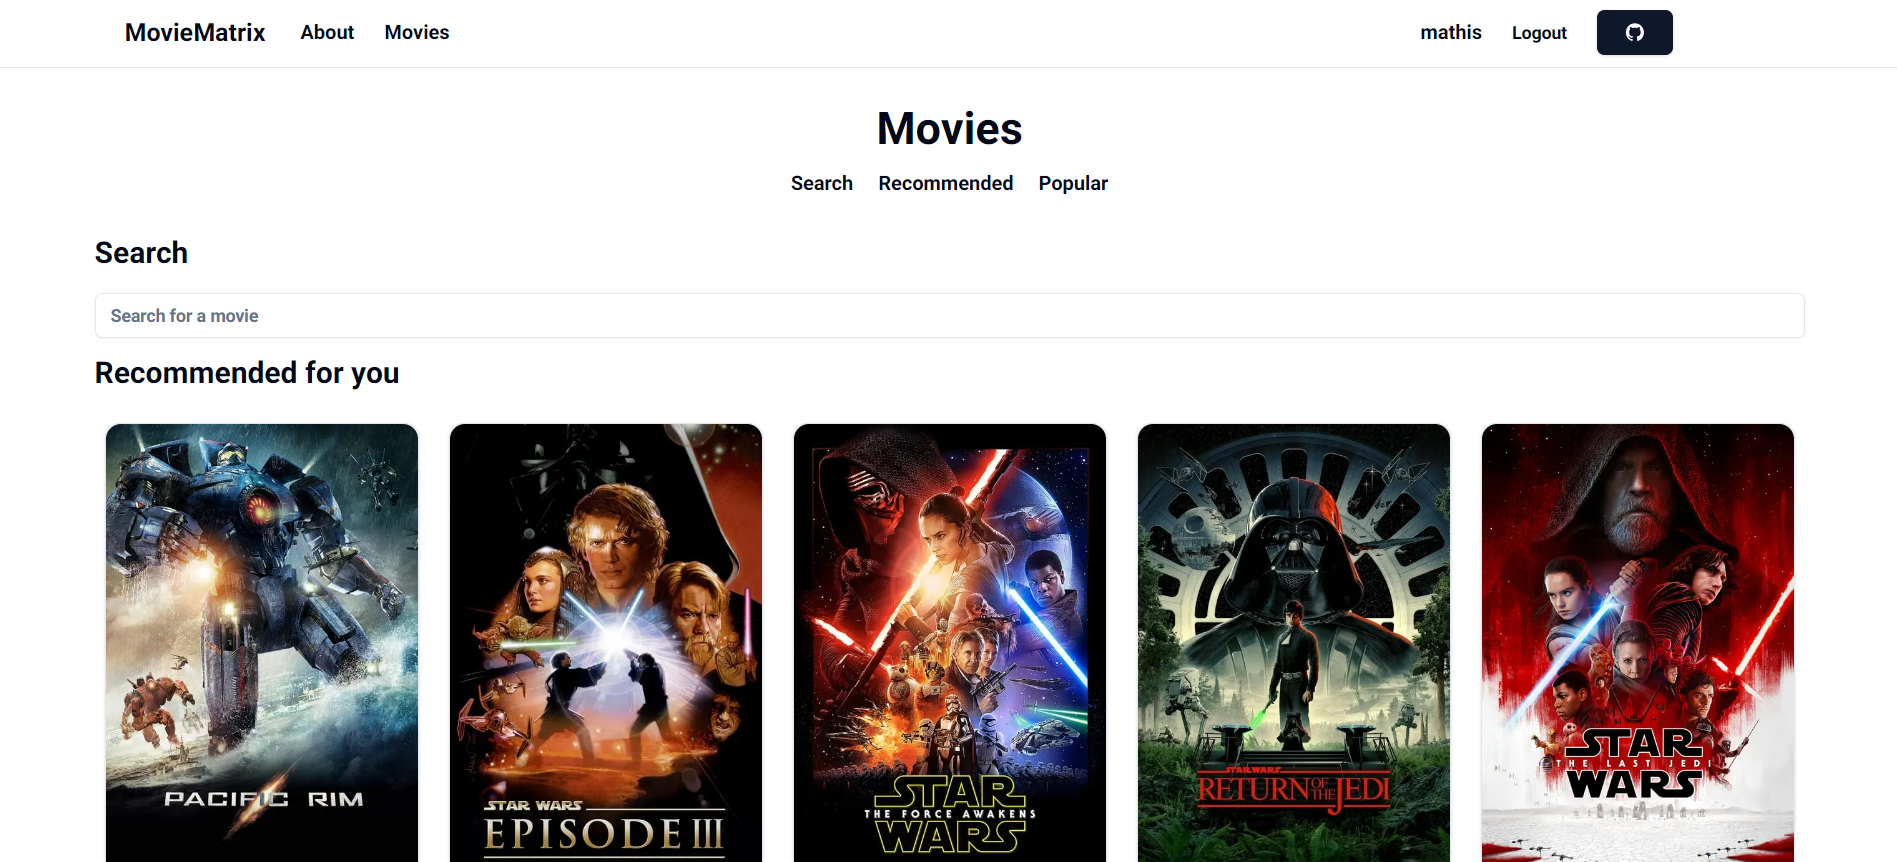 MovieMatrix About Movies mathis Logout
Movies
Search Recommended Popular
Search
Search for a movie
Recommended for you
PACIFIC RIM
STAR WARS
EPISODE III
STAR
THE FORCE AWAKENS
WARS
STAR WARS
RETURN OF THE JEDI
STAR
THE LAST JEDI
WARS